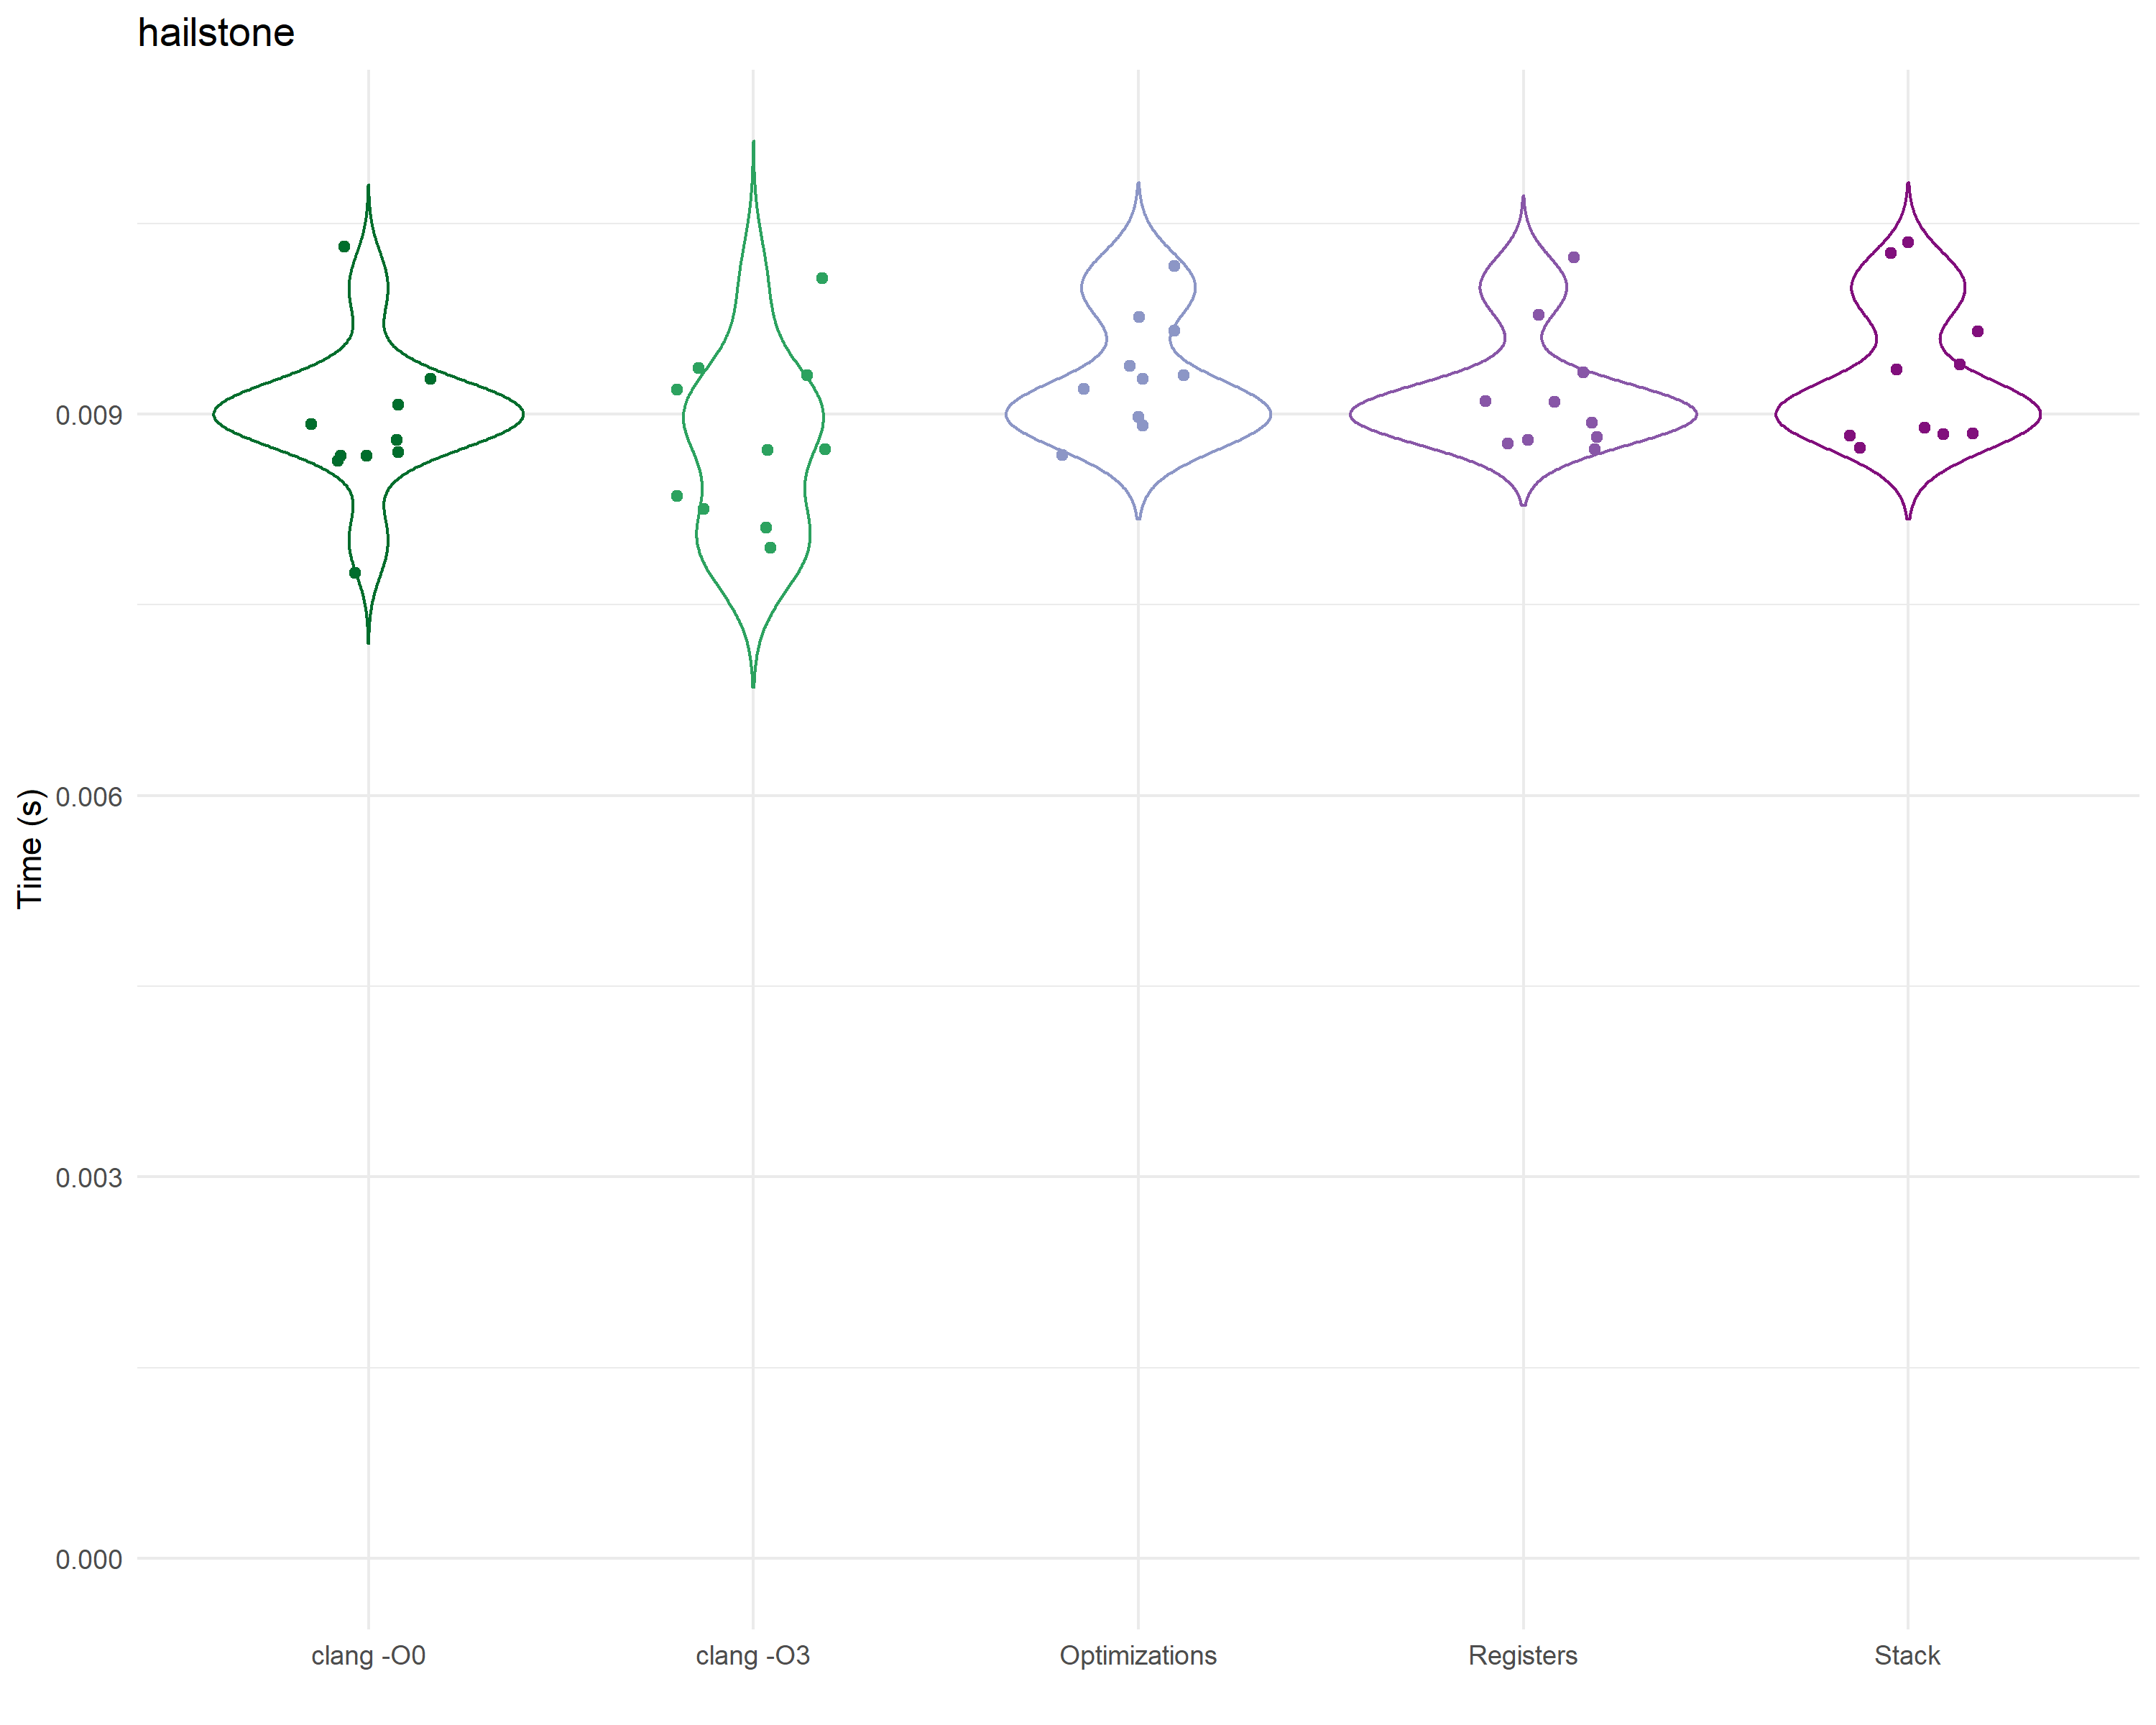 hailstone
Time (s)
0.009
0.006
0.003
0.000
clang -O0 clang -O3 Optimizations Registers Stack